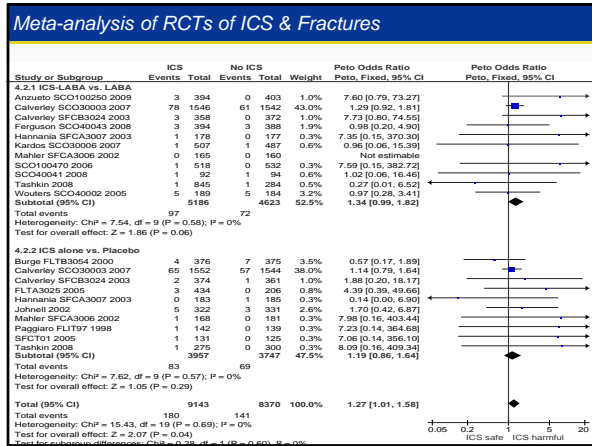 Meta-analysis of RCTs of ICS & Fractures
ICS No ICS Peto Odds Ratio Peto Odds Ratio
Study or Subgroup Events Total Events Total Weight Peto, Fixed, 95% CI Peto, Fixed, 95% CI
4.2.1 ICS-LABA vs. LABA
Anzueto SCO100250 2009 3 394 0 403 1.0% 7.60 [0.79, 73.27]
Calverley SCO30003 2007 78 1546 61 1542 43.0% 1.29 [0.92, 1.81]
Calverley SFCB3024 2003 3 358 0 372 1.0% 7.73 [0.80, 74.55]
Ferguson SCO40043 2008 3 394 3 388 1.8% 0.98 [0.20, 4.90]
Hannania SFCA3007 2003 1 178 0 177 0.3% 7.35 [0.15, 370.30]
Kardos SCO30006 2007 1 507 1 487 0.6% 0.96 [0.06, 15.39]
Mahler SFCA3006 2002 0 165 0 160 Not estimable
SCO100470 2006 1 518 0 532 0.3% 7.59 [0.15, 382.6]
SCO40041 2008 1 92 1 94 0.6% 1.02 [0.06, 16.46]
Tashkin 2008 1 845 1 284 0.5% 0.27 [0.01, 6.52]
Wouters SCO40002 2005 5 189 5 184 3.2% 0.97 [0.28, 3.41]
Subtotal (95% CI) 5186 4623 52.5% 1.34 [0.99, 1.82]
Total events 97 72
Heterogeneity: Chi² = 7.54, df = 9 (P = 0.58); I² = 0%
Test for overall effect: Z = 1.86 (P = 0.06)
4.2.2 ICS alone vs. Placebo
Burge FLTB3054 2000 4 376 7 375 3.5% 0.57 [0.17, 1.89]
Calverley SCO30003 2007 65 1552 57 1544 38.0% 1.14 [0.79, 1.64]
Calverley SFCB3024 2003 2 374 1 361 1.0% 1.88 [0.20, 18.17]
FLTA3025 2005 3 434 0 206 0.8% 4.39 [0.39, 49.66]
Hannania SFCA3007 2003 0 183 1 185 0.3% 0.14 [0.00, 6.90]
Johnell 2002 5 322 3 331 2.6% 1.70 [0.42, 6.87]
Mahler SFCA3006 2002 1 168 0 181 0.3% 7.98 [0.16, 403.44]
Paggiaro FLIT97 1998 1 142 0 139 0.3% 7.23 [0.14, 364.68]
SFCT01 2005 1 131 0 125 0.3% 7.06 [0.14, 356.10]
Tashkin 2008 1 275 0 300 0.3% 8.09 [0.16, 409.34]
Subtotal (95% CI) 3957 3747 47.5% 1.19 [0.86, 1.64]
Total events 83 69
Heterogeneity: Chi² = 7.62, df = 9 (P = 0.57); I² = 0%
Test for overall effect: Z = 1.05 (P = 0.29)
Total (95% CI) 9143 8370 100.0% 1.27 [1.01, 1.58]
Total events 180 141
Heterogeneity: Chi² = 15.43, df = 19 (P = 0.69); I² = 0%
Test for overall effect: Z = 2.07 (P = 0.04)
Test for subgroup differences: Chi² = 0.28, df = 1 (P = 0.60), I² = 0%
0.05 0.2 1 5 20
ICS safe ICS harmful